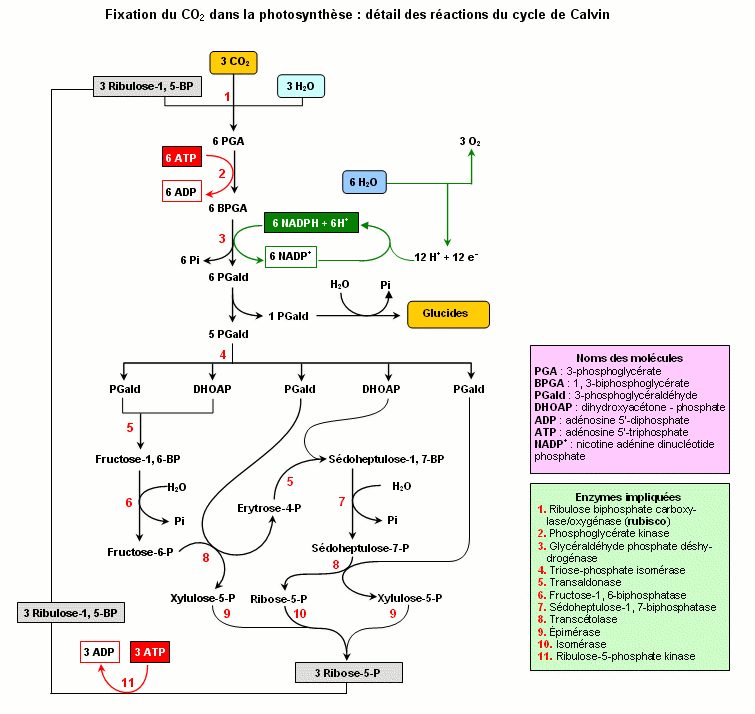 Fixation du CO₂ dans la photosynthèse : détail des réactions du cycle de Calvin
3 CO₂
3 Ribulose-1, 5-BP
3 H₂O
1
6 PGA
3 O₂
6 ATP
2
6 ADP
6 H₂O
6 BPGA
6 NADPH + 6H⁺
3
6 Pi
6 NADP⁺
12 H⁺ + 12 e⁻
6 PGald
H₂O
Pi
1 PGald
Glucides
5 PGald
4
PGald
DHOAP
PGald
DHOAP
PGald
5
Fructose-1, 6-BP
Sédoheptulose-1, 7-BP
5
6
H₂O
Pi
Erytrose-4-P
7
H₂O
Pi
Fructose-6-P
8
Sédoheptulose-7-P
8
Xylulose-5-P
Ribose-5-P
Xylulose-5-P
9
10
9
3 Ribulose-1, 5-BP
3 ADP
3 ATP
11
3 Ribose-5-P
Noms des molécules
PGA : 3-phosphoglycérate
BPGA : 1, 3-biphosphoglycérate
PGald : 3-phosphoglycéraldéhyde
DHOAP : dihydroxyacétone - phosphate
ADP : adénosine 5'-diphosphate
ATP : adénosine 5'-triphosphate
NADP⁺ : nicotine adénine dinucléotide
phosphate
Enzymes impliquées
1. Ribulose biphosphate carboxy-
lase/oxygénase (rubisco)
2. Phosphoglycérate kinase
3. Glycéraldéhyde phosphate déshy-
drogénase
4. Triose-phosphate isomérase
5. Transaldonase
6. Fructose-1, 6-biphosphatase
7. Sédoheptulose-1, 7-biphosphatase
8. Transcétolase
9. Épimérase
10. Isomérase
11. Ribulose-5-phosphate kinase